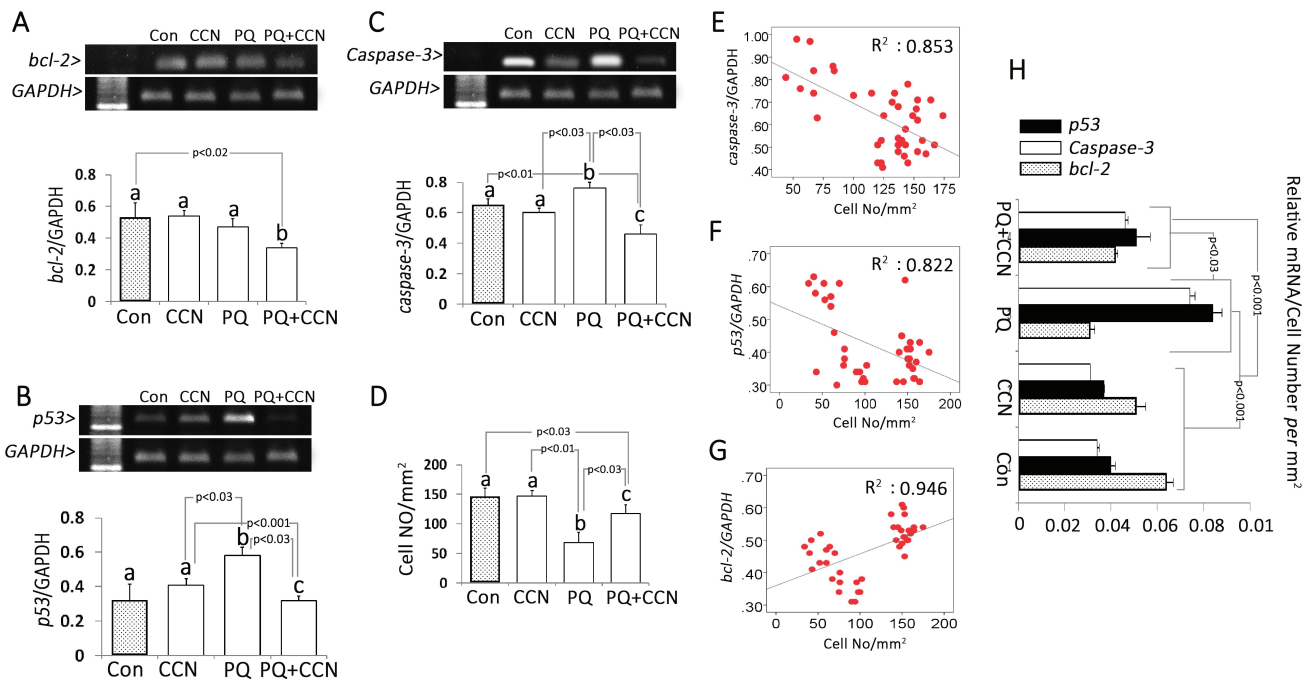 A
Con CCN PQ PQ+CCN
bcl-2>
GAPDH>
p<0.02
bcl-2/GAPDH
0.8
0.6
0.4
0.2
0
a
a
a
b
Con CCN PQ PQ+CCN
B
Con CCN PQ PQ+CCN
p53>
GAPDH>
p<0.03
p<0.001
p<0.03
p53/GAPDH
0.8
0.6
0.4
0.2
0
a
a
b
c
Con CCN PQ PQ+CCN
C
Con CCN PQ PQ+CCN
Caspase-3>
GAPDH>
p<0.03 p<0.03
p<0.01
caspase-3/GAPDH
0.8
0.6
0.4
0.2
0
a
a
b
c
Con CCN PQ PQ+CCN
D
p<0.03
p<0.01
p<0.03
Cell NO/mm²
200
150
100
50
0
a
a
b
c
Con CCN PQ PQ+CCN
E
R² : 0.853
caspase-3/GAPDH
1.00
.90
.80
.70
.60
.50
.40
50 75 100 125 150 175
Cell No/mm²
F
R² : 0.822
p53/GAPDH
.70
.60
.50
.40
.30
0 50 100 150 200
Cell No/mm²
G
R² : 0.946
bcl-2/GAPDH
.70
.60
.50
.40
.30
0 50 100 150 200
Cell No/mm²
H
p53
Caspase-3
bcl-2
PQ+CCN
PQ
CCN
Con
p<0.03
p<0.001
p<0.001
0 0.02 0.04 0.06 0.08 0.01
Relative mRNA/Cell Number per mm²